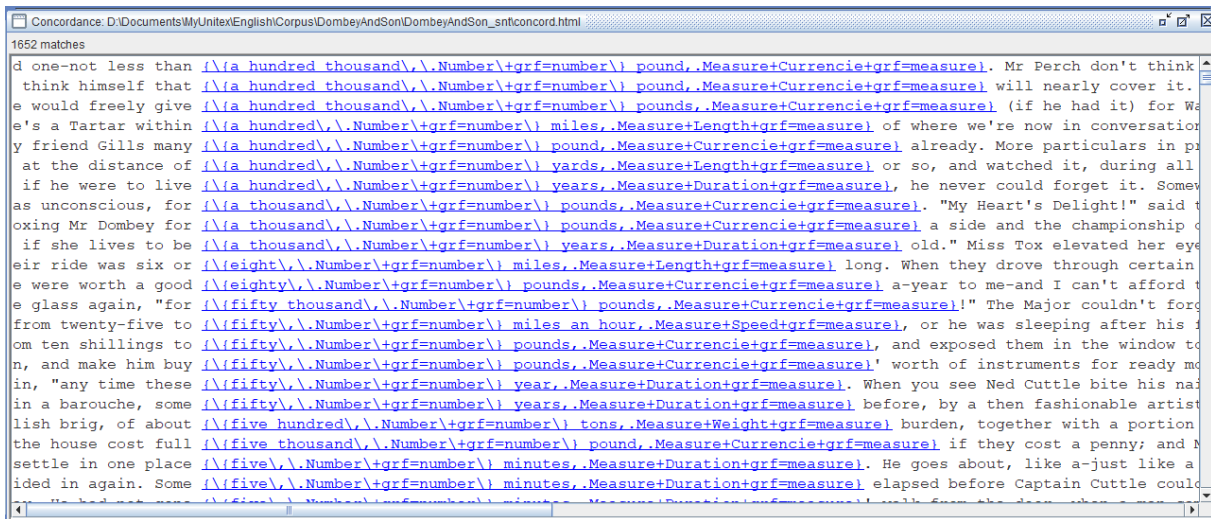 Concordance: D:\Documents\MyUnitex\English\Corpus\DombeyAndSon\DombeyAndSon_snt\concord.html
1652 matches
d one-not less than {\{a hundred thousand\,\.Number\+grf=number\} pound,.Measure+Currencie+grf=measure}. Mr Perch don't think
think himself that {\{a hundred thousand\,\.Number\+grf=number\} pound,.Measure+Currencie+grf=measure} will nearly cover it.
e would freely give {\{a hundred thousand\,\.Number\+grf=number\} pounds,.Measure+Currencie+grf=measure} (if he had it) for Wa
e's a Tartar within {\{a hundred\,\.Number\+grf=number\} miles,.Measure+Length+grf=measure} of where we're now in conversation
y friend Gills many {\{a hundred\,\.Number\+grf=number\} pound,.Measure+Currencie+grf=measure} already. More particulars in pr
at the distance of {\{a hundred\,\.Number\+grf=number\} yards,.Measure+Length+grf=measure} or so, and watched it, during all
if he were to live {\{a hundred\,\.Number\+grf=number\} years,.Measure+Duration+grf=measure}, he never could forget it. Somew
as unconscious, for {\{a thousand\,\.Number\+grf=number\} pounds,.Measure+Currencie+grf=measure}. "My Heart's Delight!" said t
oxing Mr Dombey for {\{a thousand\,\.Number\+grf=number\} pounds,.Measure+Currencie+grf=measure} a side and the championship o
if she lives to be {\{a thousand\,\.Number\+grf=number\} years,.Measure+Duration+grf=measure} old." Miss Tox elevated her eye
eir ride was six or {\{eight\,\.Number\+grf=number\} miles,.Measure+Length+grf=measure} long. When they drove through certain
e were worth a good {\{eighty\,\.Number\+grf=number\} pounds,.Measure+Currencie+grf=measure} a-year to me-and I can't afford t
e glass again, "for {\{fifty thousand\,\.Number\+grf=number\} pounds,.Measure+Currencie+grf=measure}!" The Major couldn't forg
from twenty-five to {\{fifty\,\.Number\+grf=number\} miles an hour,.Measure+Speed+grf=measure}, or he was sleeping after his f
om ten shillings to {\{fifty\,\.Number\+grf=number\} pounds,.Measure+Currencie+grf=measure}, and exposed them in the window to
n, and make him buy {\{fifty\,\.Number\+grf=number\} pounds,.Measure+Currencie+grf=measure}' worth of instruments for ready mo
in, "any time these {\{fifty\,\.Number\+grf=number\} year,.Measure+Duration+grf=measure}. When you see Ned Cuttle bite his nai
in a barouche, some {\{fifty\,\.Number\+grf=number\} years,.Measure+Duration+grf=measure} before, by a then fashionable artist
lish brig, of about {\{five hundred\,\.Number\+grf=number\} tons,.Measure+Weight+grf=measure} burden, together with a portion
the house cost full {\{five thousand\,\.Number\+grf=number\} pound,.Measure+Currencie+grf=measure} if they cost a penny; and M
settle in one place {\{five\,\.Number\+grf=number\} minutes,.Measure+Duration+grf=measure}. He goes about, like a-just like a
ided in again. Some {\{five\,\.Number\+grf=number\} minutes,.Measure+Duration+grf=measure} elapsed before Captain Cuttle could